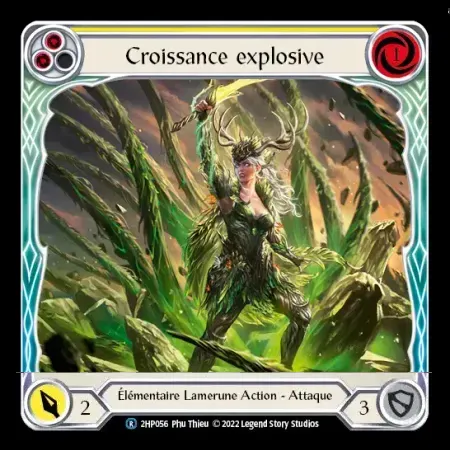 Croissance explosive
1
2
Élémentaire Lamerune Action - Attaque
3
R 2HP056 Phu Thieu © 2022 Legend Story Studios